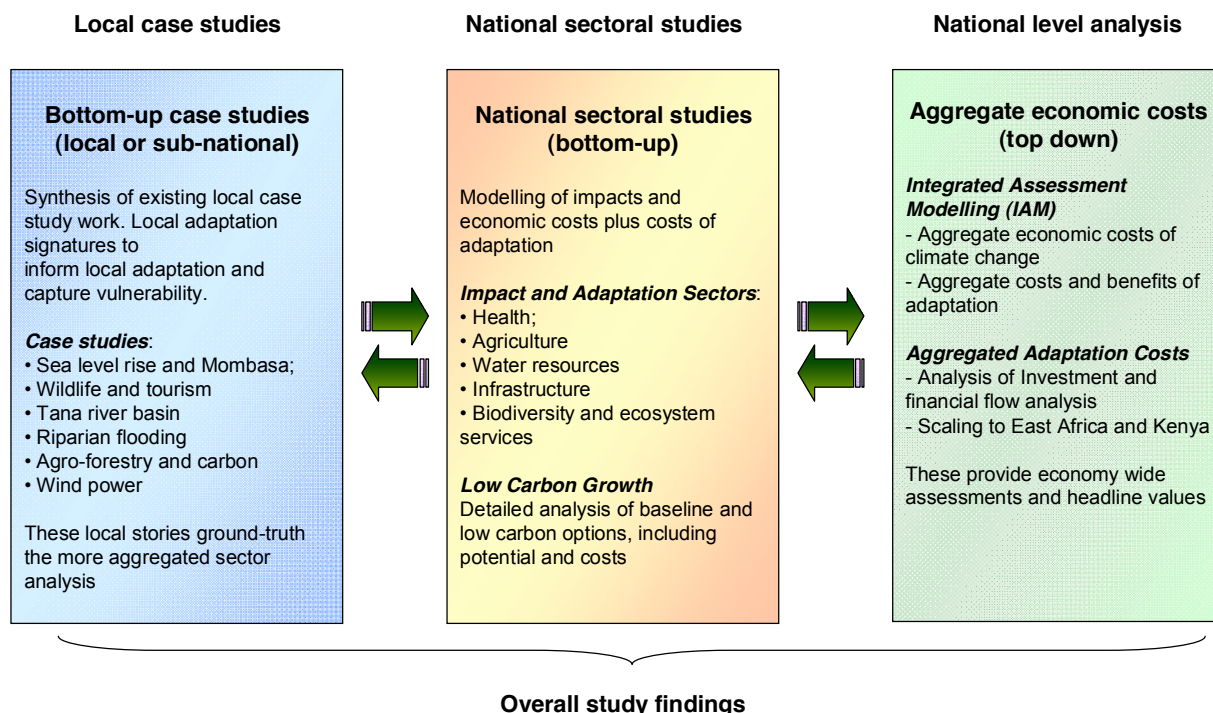 Local case studies
National sectoral studies
National level analysis
Bottom-up case studies
(local or sub-national)
Synthesis of existing local case
study work. Local adaptation
signatures to
inform local adaptation and
capture vulnerability.
Case studies:
• Sea level rise and Mombasa;
• Wildlife and tourism
• Tana river basin
• Riparian flooding
• Agro-forestry and carbon
• Wind power
These local stories ground-truth
the more aggregated sector
analysis
National sectoral studies
(bottom-up)
Modelling of impacts and
economic costs plus costs of
adaptation
Impact and Adaptation Sectors:
• Health;
• Agriculture
• Water resources
• Infrastructure
• Biodiversity and ecosystem
services
Low Carbon Growth
Detailed analysis of baseline and
low carbon options, including
potential and costs
Aggregate economic costs
(top down)
Integrated Assessment
Modelling (IAM)
- Aggregate economic costs of
climate change
- Aggregate costs and benefits of
adaptation
Aggregated Adaptation Costs
- Analysis of Investment and
financial flow analysis
- Scaling to East Africa and Kenya
These provide economy wide
assessments and headline values
Overall study findings